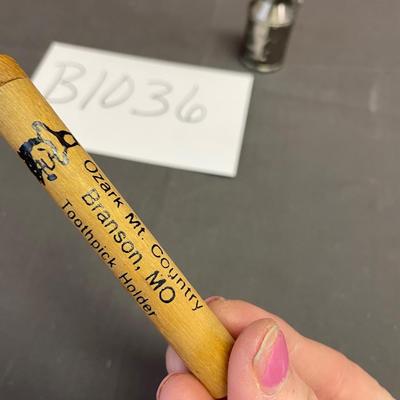 B1036
Ozark Mt. Country
Branson, MO
Toothpick Holder